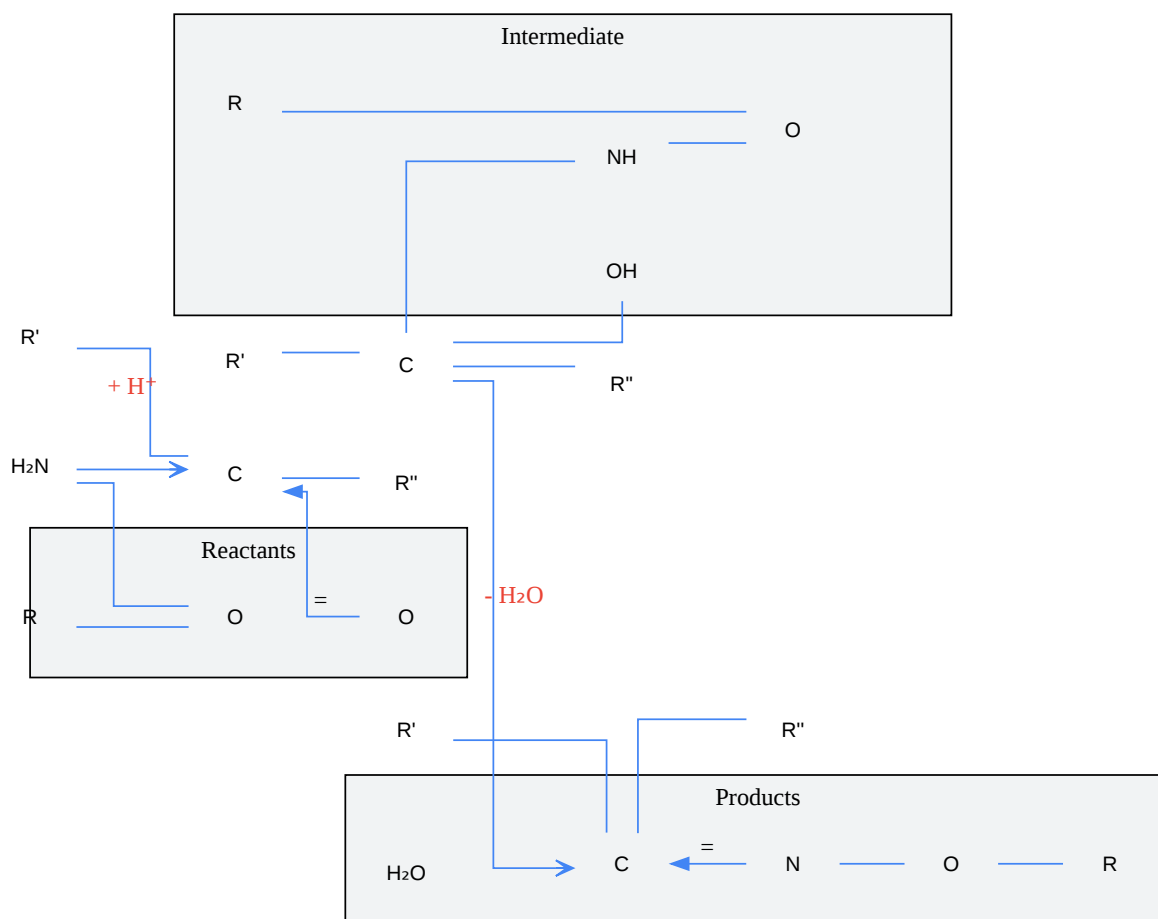 Intermediate
R
O
NH
OH
R'
R'
C
R"
+ H⁺
H₂N
C
R"
Reactants
=
R
O
O
- H₂O
R'
R"
Products
=
H₂O
C
N
O
R